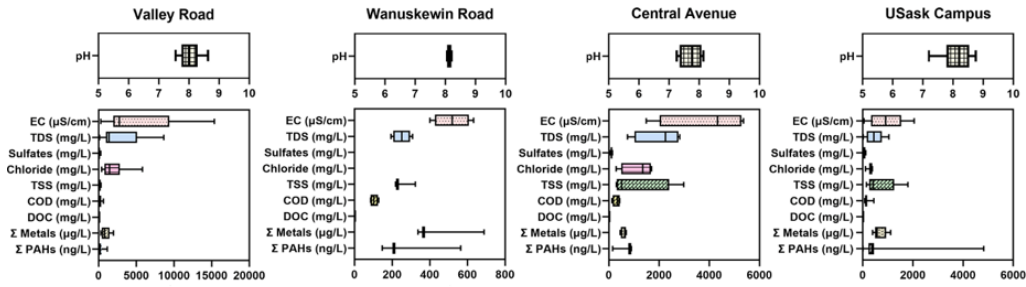 Valley Road
pH
5 6 7 8 9 10
EC (µS/cm)
TDS (mg/L)
Sulfates (mg/L)
Chloride (mg/L)
TSS (mg/L)
COD (mg/L)
DOC (mg/L)
Σ Metals (µg/L)
Σ PAHs (ng/L)
0 5000 10000 15000 20000
Wanuskewin Road
pH
5 6 7 8 9 10
EC (µS/cm)
TDS (mg/L)
Sulfates (mg/L)
Chloride (mg/L)
TSS (mg/L)
COD (mg/L)
DOC (mg/L)
Σ Metals (µg/L)
Σ PAHs (ng/L)
0 200 400 600 800
Central Avenue
pH
5 6 7 8 9 10
EC (µS/cm)
TDS (mg/L)
Sulfates (mg/L)
Chloride (mg/L)
TSS (mg/L)
COD (mg/L)
DOC (mg/L)
Σ Metals (µg/L)
Σ PAHs (ng/L)
0 2000 4000 6000
USask Campus
pH
5 6 7 8 9 10
EC (µS/cm)
TDS (mg/L)
Sulfates (mg/L)
Chloride (mg/L)
TSS (mg/L)
COD (mg/L)
DOC (mg/L)
Σ Metals (µg/L)
Σ PAHs (ng/L)
0 2000 4000 6000